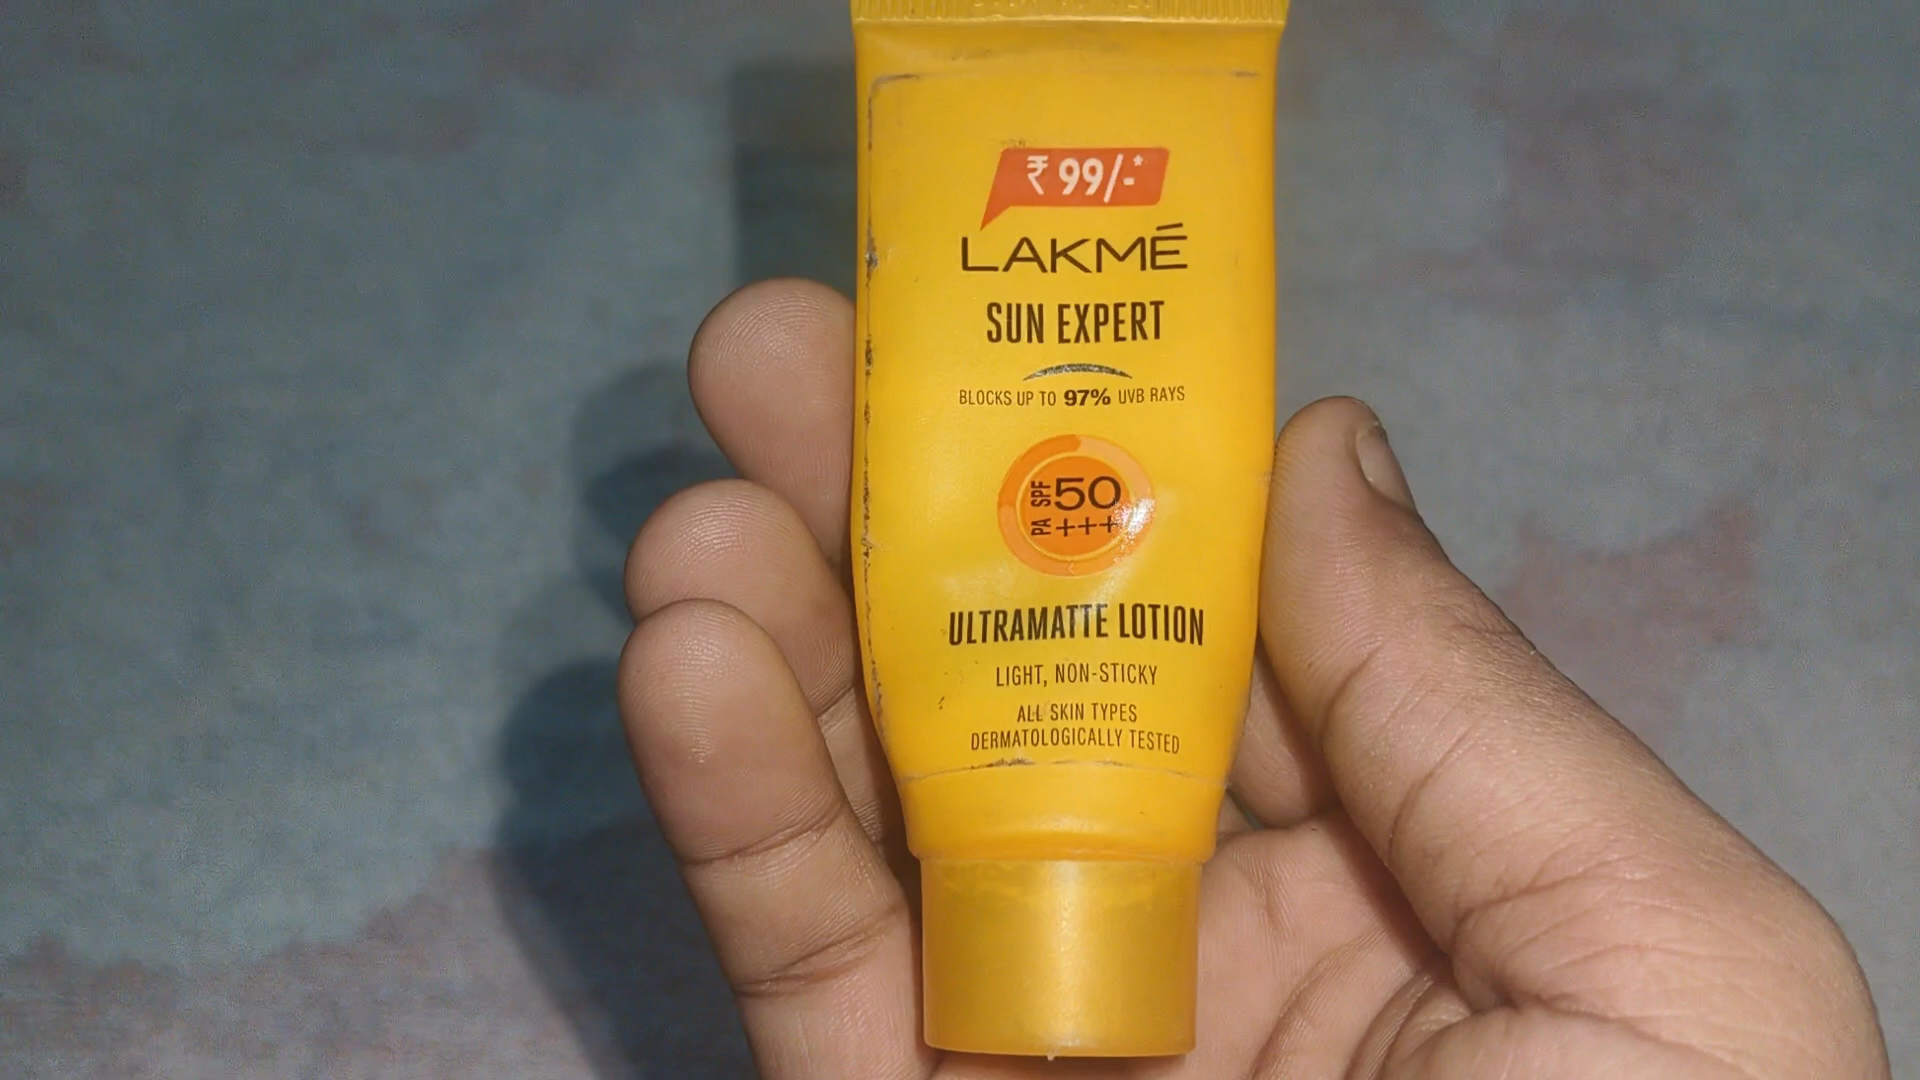 ₹ 99/-*
LAKMÉ
SUN EXPERT
BLOCKS UP TO 97% UVB RAYS
SPF 50
PA +++
ULTRAMATTE LOTION
LIGHT, NON-STICKY
ALL SKIN TYPES
DERMATOLOGICALLY TESTED